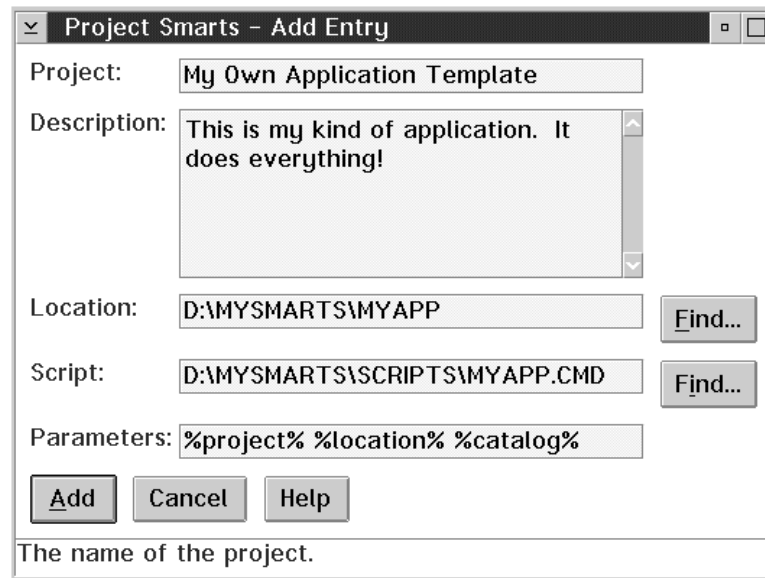 Project Smarts - Add Entry
Project: My Own Application Template
Description: This is my kind of application.  It
does everything!
Location: D:\MYSMARTS\MYAPP Find...
Script: D:\MYSMARTS\SCRIPTS\MYAPP.CMD Find...
Parameters: %project% %location% %catalog%
Add Cancel Help
The name of the project.